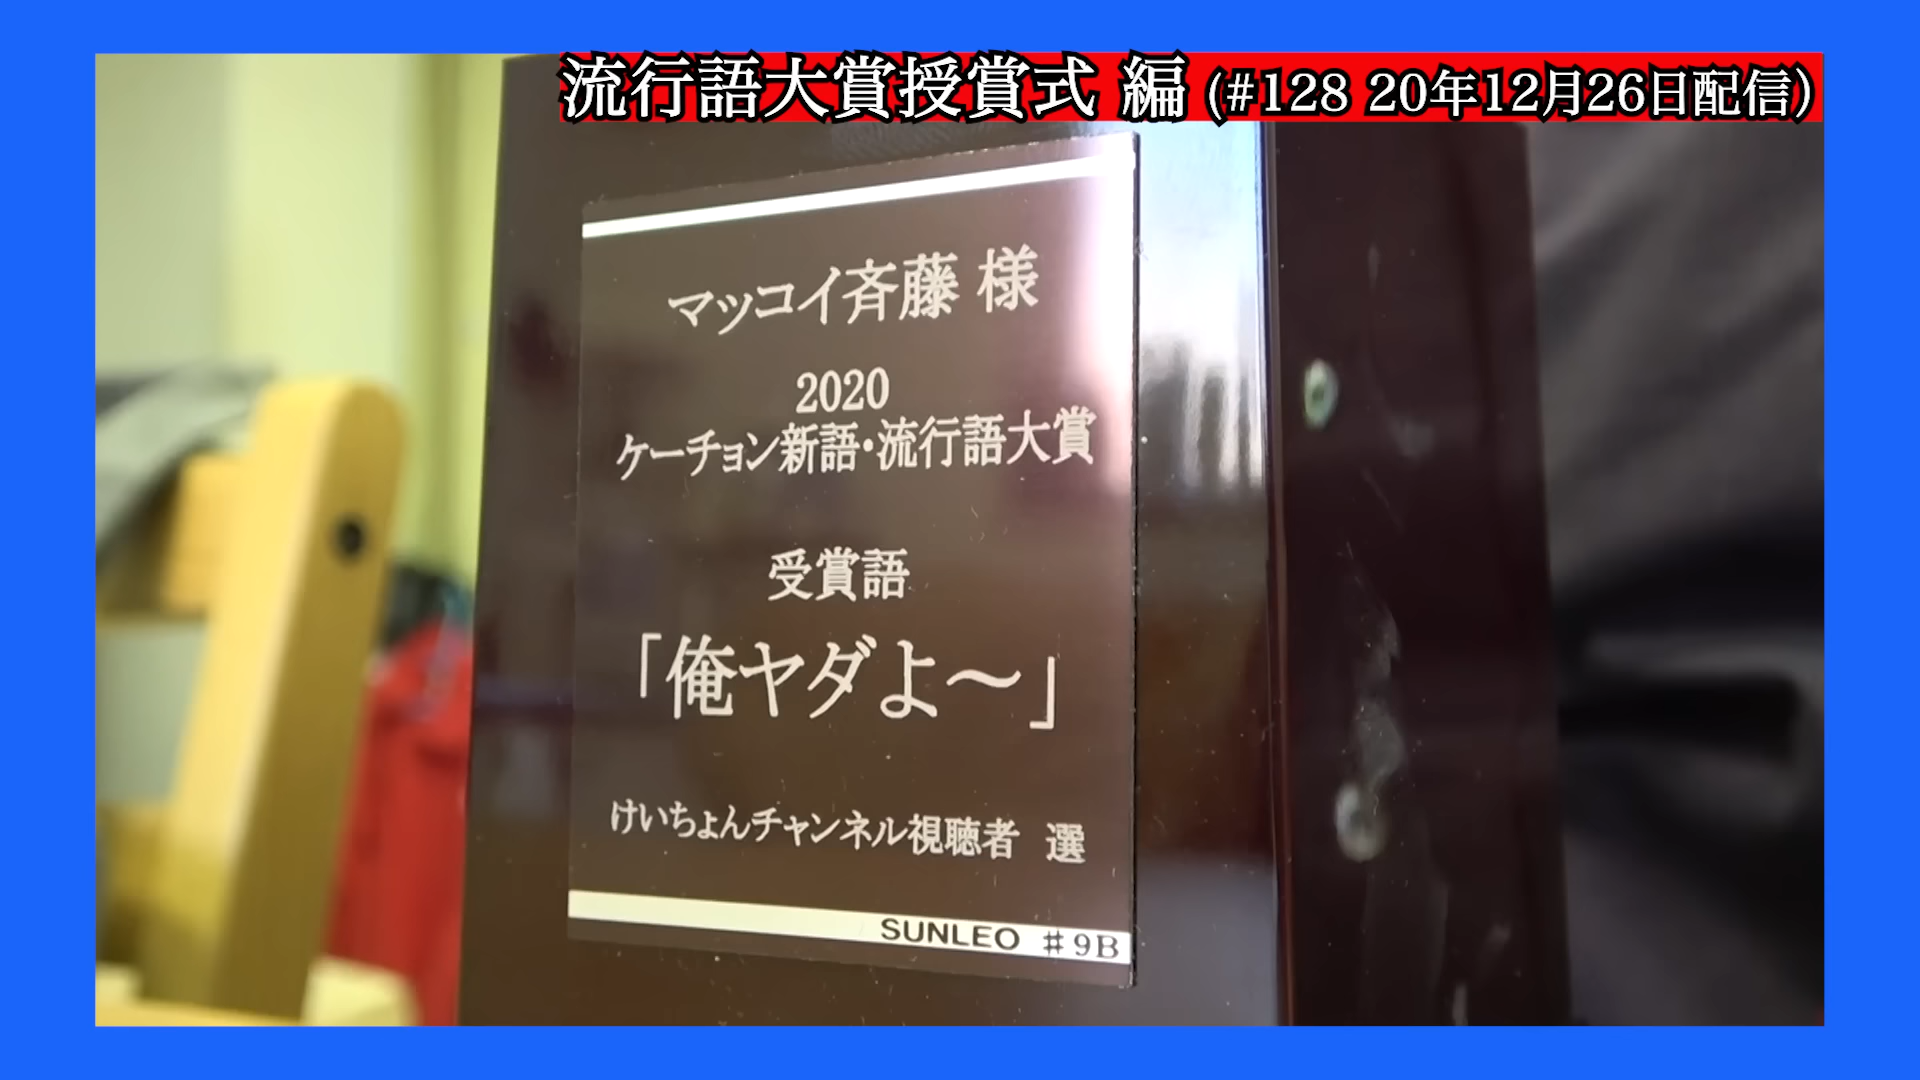 流行語大賞授賞式 編 (#128 20年12月26日配信)
マッコイ斉藤 様
2020
ケーチョン新語・流行語大賞
受賞語
「俺ヤダよ～」
けいちょんチャンネル視聴者 選
SUNLEO #9B